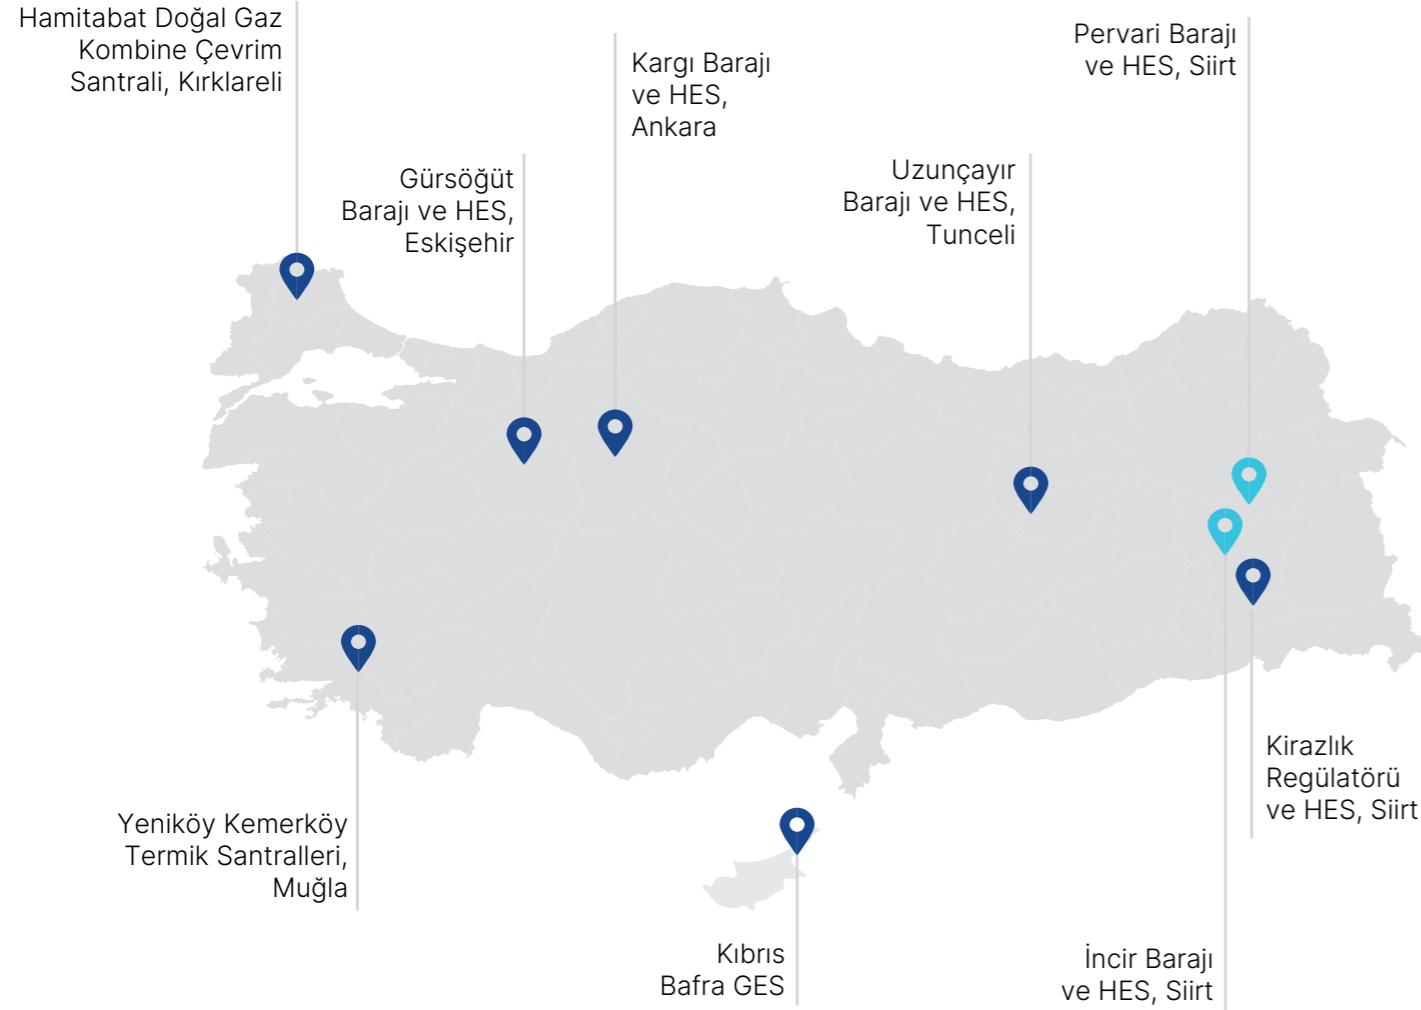 Hamitabat Doğal Gaz
Kombine Çevrim
Santrali, Kırklareli
Kargı Barajı
ve HES,
Ankara
Pervari Barajı
ve HES, Siirt
Gürsöğüt
Barajı ve HES,
Eskişehir
Uzunçayır
Barajı ve HES,
Tunceli
Kirazlık
Regülatörü
ve HES, Siirt
Yeniköy Kemerköy
Termik Santralleri,
Muğla
Kıbrıs
Bafra GES
İncir Barajı
ve HES, Siirt